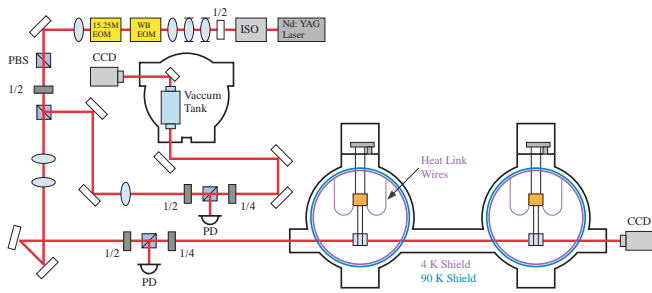 1/2
15.25M
EOM
WB
EOM
ISO
Nd: YAG
Laser
PBS
CCD
1/2
Vaccum
Tank
Heat Link
Wires
1/2
1/4
PD
CCD
1/2
1/4
PD
4 K Shield
90 K Shield